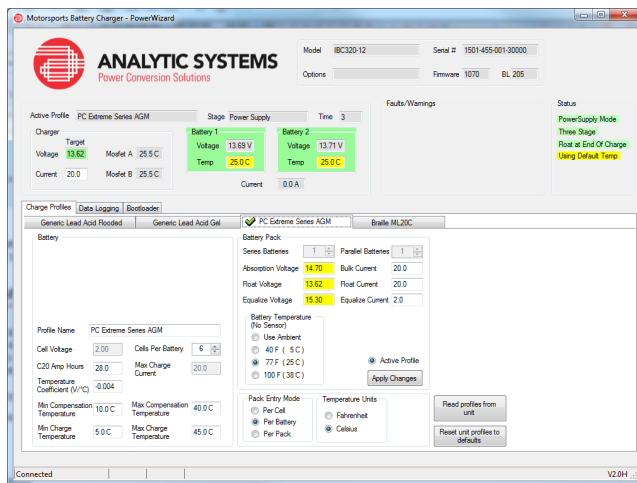 Motorsports Battery Charger - PowerWizard
ANALYTIC SYSTEMS
Power Conversion Solutions
Model IBC320-12 Serial # 1501-455-001-30000
Options Firmware 1070 BL 205
Active Profile PC Extreme Series AGM Stage Power Supply Time 3
Faults/Warnings
Status
PowerSupply Mode
Three Stage
Float at End Of Charge
Using Default Temp
Charger
Target
Voltage 13.62 Mosfet A 25.5 C
Current 20.0 Mosfet B 25.5 C
Battery 1
Voltage 13.69 V
Temp 25.0 C
Battery 2
Voltage 13.71 V
Temp 25.0 C
Current 0.0 A
Charge Profiles Data Logging Bootloader
Generic Lead Acid Flooded Generic Lead Acid Gel PC Extreme Series AGM Braille ML20C
Battery
Profile Name PC Extreme Series AGM
Cell Voltage 2.00 Cells Per Battery 6
C20 Amp Hours 28.0 Max Charge Current 20.0
Temperature Coefficient (V/°C) -0.004
Min Compensation Temperature 10.0 C Max Compensation Temperature 40.0 C
Min Charge Temperature 5.0 C Max Charge Temperature 45.0 C
Battery Pack
Series Batteries 1 Parallel Batteries 1
Absorption Voltage 14.70 Bulk Current 20.0
Float Voltage 13.62 Float Current 20.0
Equalize Voltage 15.30 Equalize Current 2.0
Battery Temperature
(No Sensor)
Use Ambient
40 F ( 5 C)
77 F ( 25 C)
100 F ( 38 C)
Active Profile
Apply Changes
Pack Entry Mode
Per Cell
Per Battery
Per Pack
Temperature Units
Fahrenheit
Celsius
Read profiles from
unit
Reset unit profiles to
defaults
Connected V2.0H